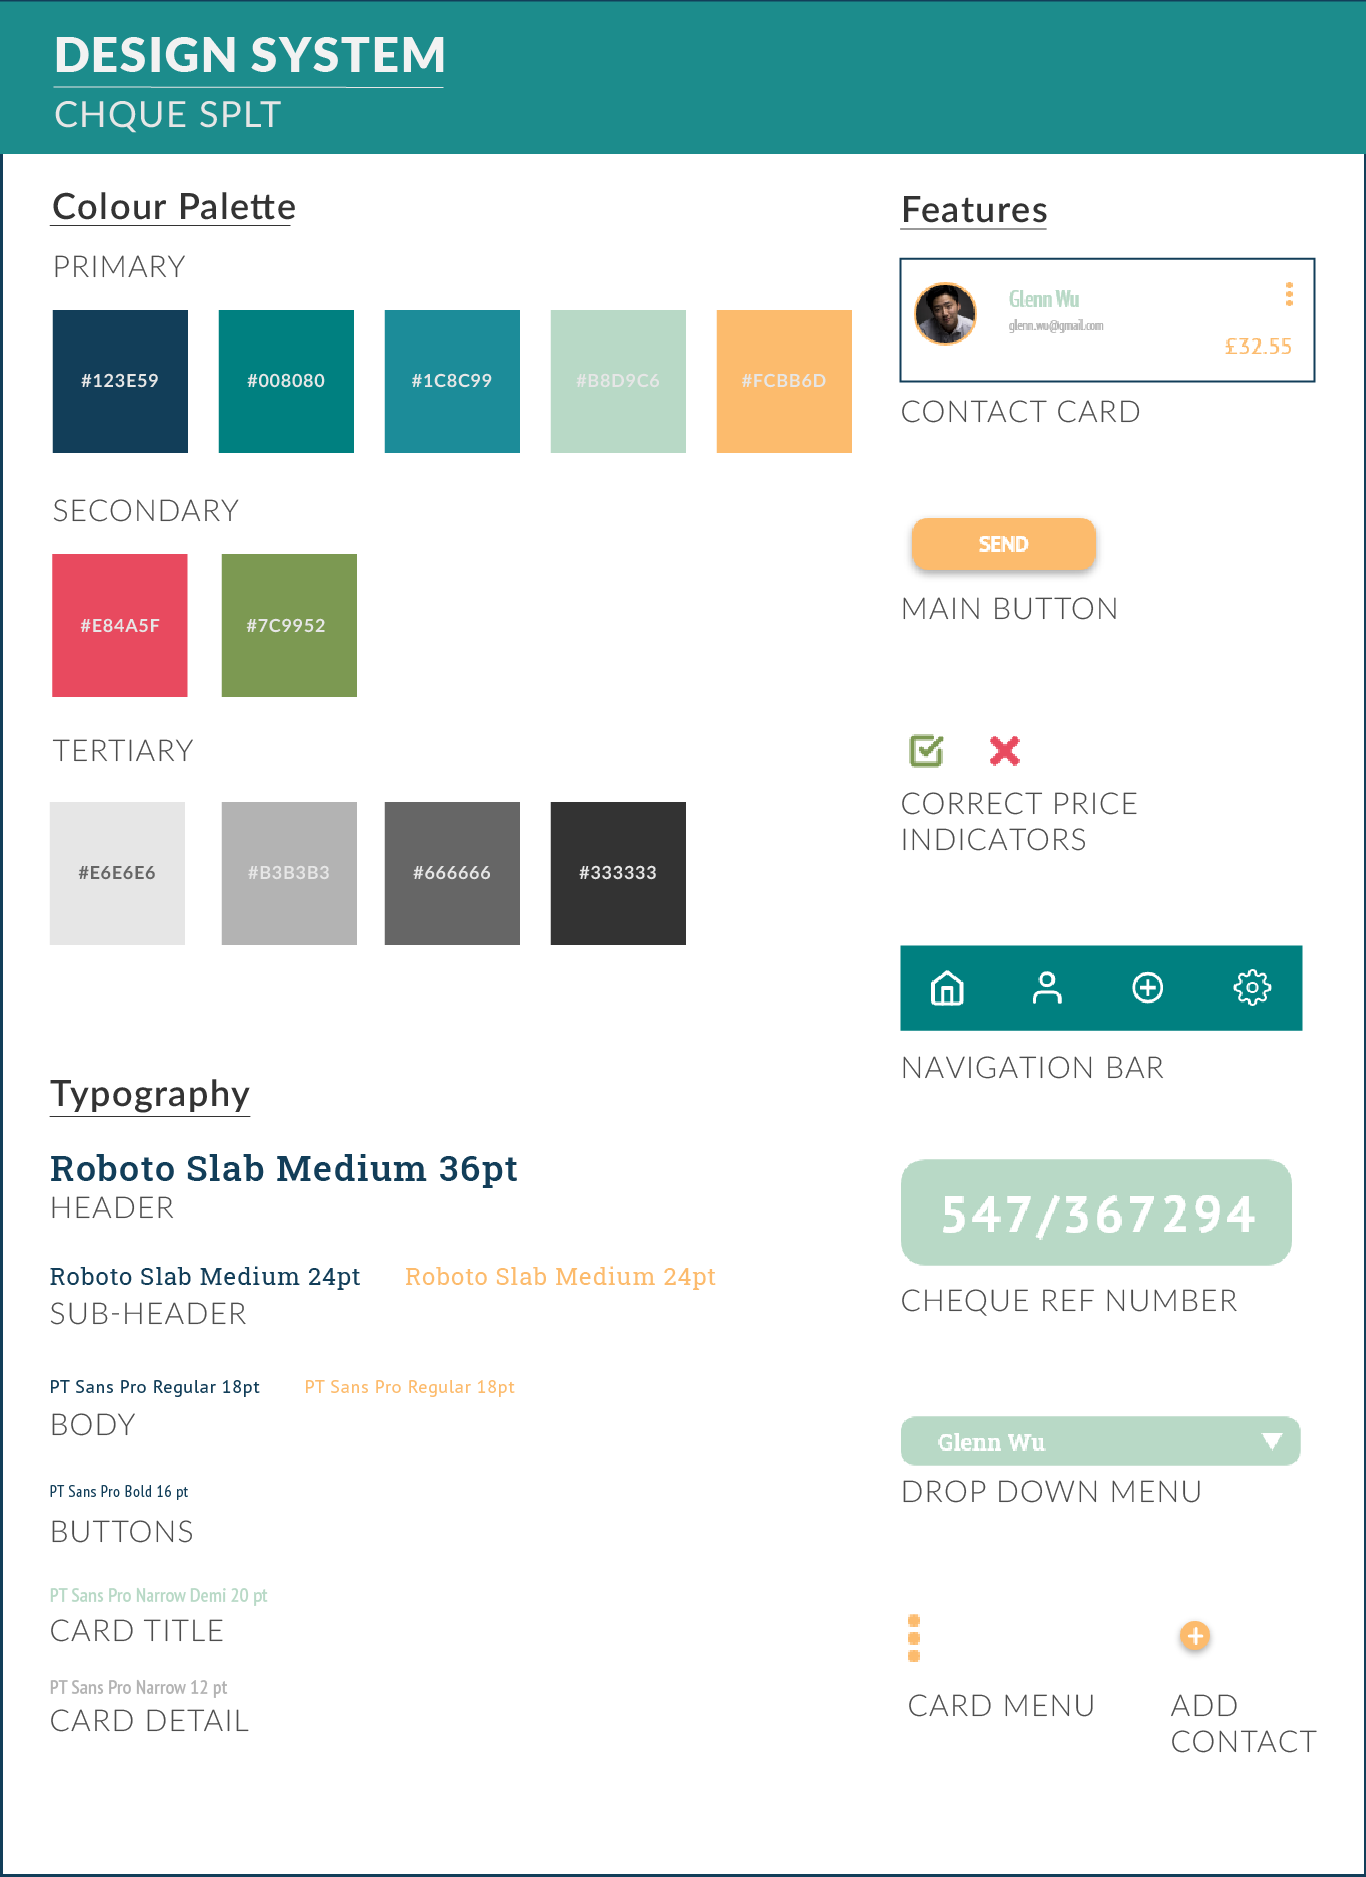 DESIGN SYSTEM
CHQUE SPLT
Colour Palette
PRIMARY
#123E59
#008080
#1C8C99
#B8D9C6
#FCBB6D
SECONDARY
#E84A5F
#7C9952
TERTIARY
#E6E6E6
#B3B3B3
#666666
#333333
Typography
Roboto Slab Medium 36pt
HEADER
Roboto Slab Medium 24pt
Roboto Slab Medium 24pt
SUB-HEADER
PT Sans Pro Regular 18pt
PT Sans Pro Regular 18pt
BODY
PT Sans Pro Bold 16 pt
BUTTONS
PT Sans Pro Narrow Demi 20 pt
CARD TITLE
PT Sans Pro Narrow 12 pt
CARD DETAIL
Features
Glenn Wu
glenn.wu@gmail.com
£32.55
CONTACT CARD
SEND
MAIN BUTTON
CORRECT PRICE
INDICATORS
NAVIGATION BAR
547/367294
CHEQUE REF NUMBER
Glenn Wu
DROP DOWN MENU
CARD MENU
ADD
CONTACT